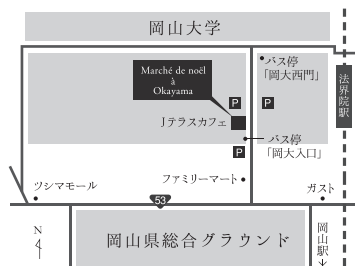 岡山大学
バス停
「岡大西門」
Marché de noël
à
Okayama
P
P
法界院駅
Jテラスカフェ
バス停
「岡大入口」
P
ファミリーマート
ツシマモール
ガスト
53
N
岡山県総合グラウンド
岡山駅